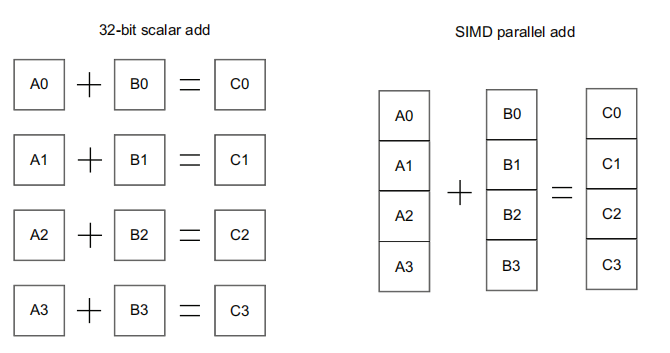 32-bit scalar add
A0 + B0 = C0
A1 + B1 = C1
A2 + B2 = C2
A3 + B3 = C3
SIMD parallel add
A0 B0 C0
A1 B1 C1
+ =
A2 B2 C2
A3 B3 C3